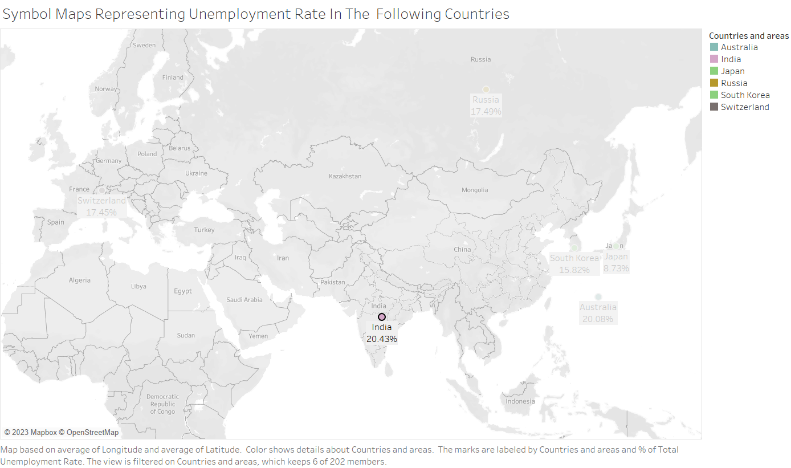 Symbol Maps Representing Unemployment Rate In The  Following Countries
Countries and areas
Australia
India
Japan
Russia
South Korea
Switzerland
Sweden
Russia
Finland
Norway
Russia
17.49%
Belarus
Poland
Germany
Ukraine
Kazakhstan
Mongolia
France
Switzerland
17.45%
Spain
Turkey
China
South Korea
15.82%
Japan
8.73%
Iraq
Iran
Algeria
Libya
Egypt
Pakistan
Saudi Arabia
India
India
20.43%
Australia
20.08%
Sudan
Yemen
Democratic
Republic
of Congo
Indonesia
© 2023 Mapbox © OpenStreetMap
Map based on average of Longitude and average of Latitude.  Color shows details about Countries and areas.  The marks are labeled by Countries and areas and % of Total
Unemployment Rate. The view is filtered on Countries and areas, which keeps 6 of 202 members.